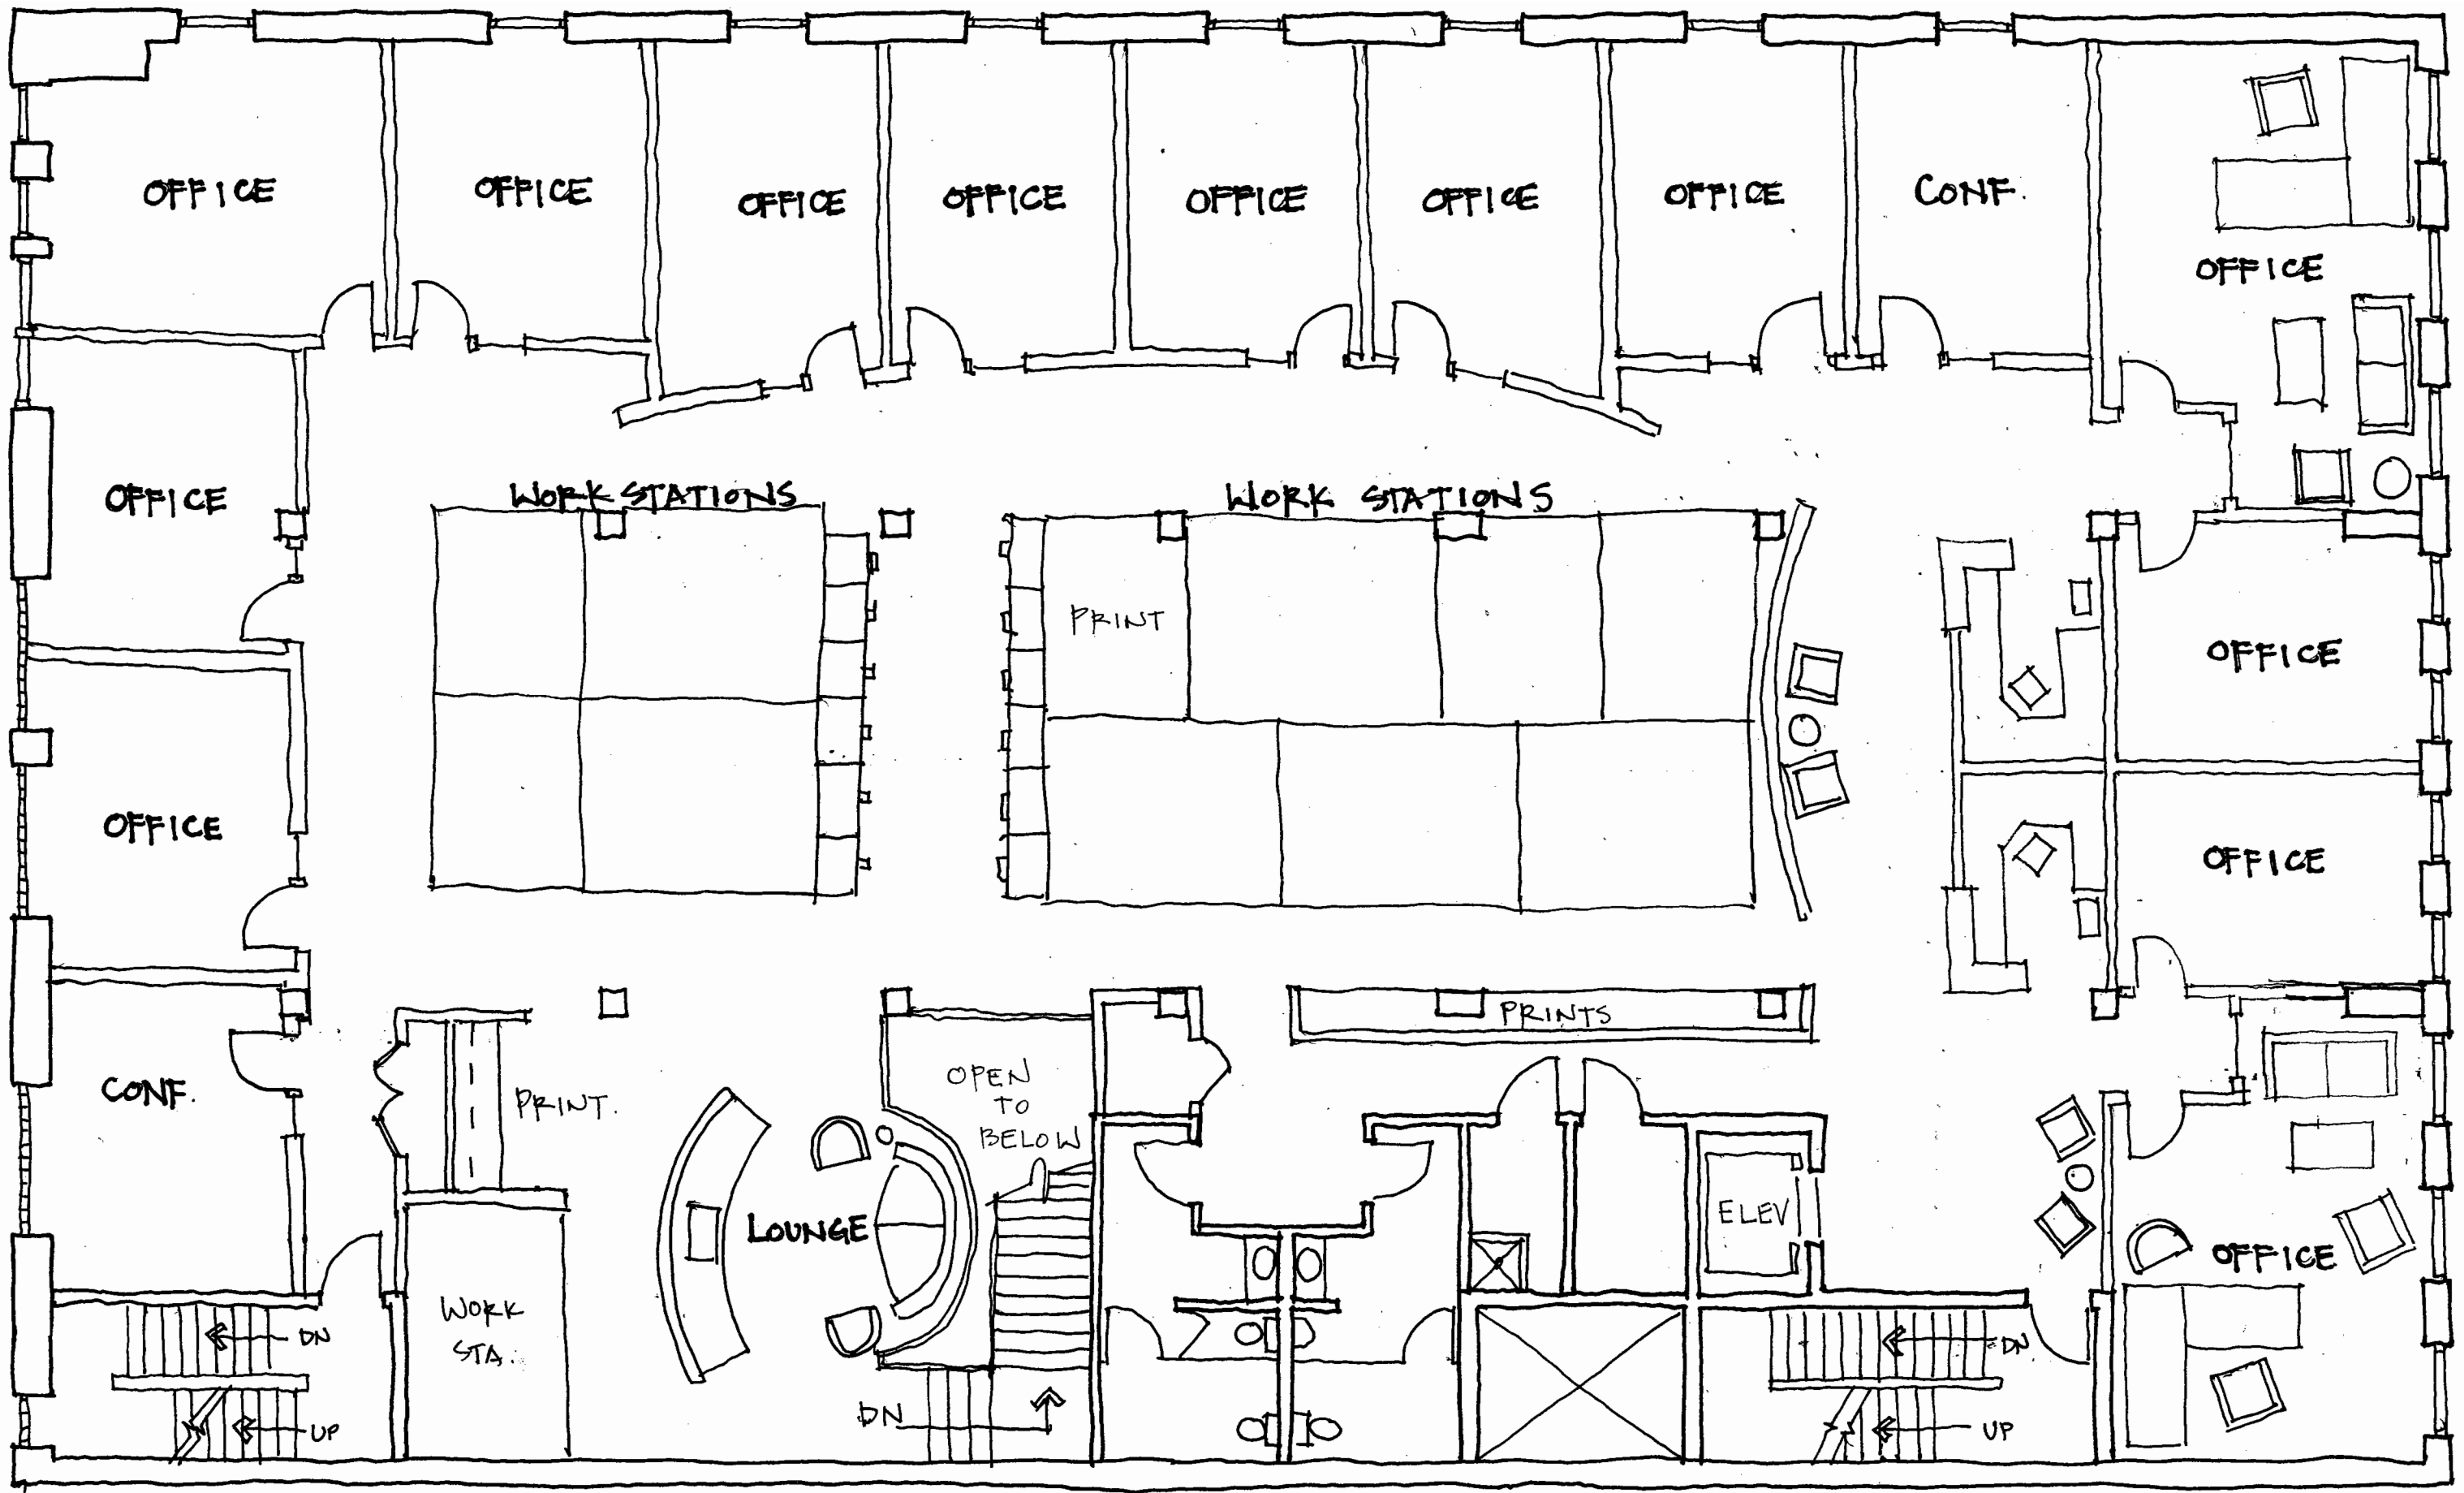 OFFICE
OFFICE
OFFICE
OFFICE
OFFICE
OFFICE
OFFICE
CONF.
OFFICE
OFFICE
WORK STATIONS
WORK STATIONS
PRINT
OFFICE
OFFICE
OFFICE
CONF.
PRINT.
OPEN
TO
BELOW
PRINTS
LOUNGE
ELEV
OFFICE
WORK
STA.
DN
UP
DN
DN
UP